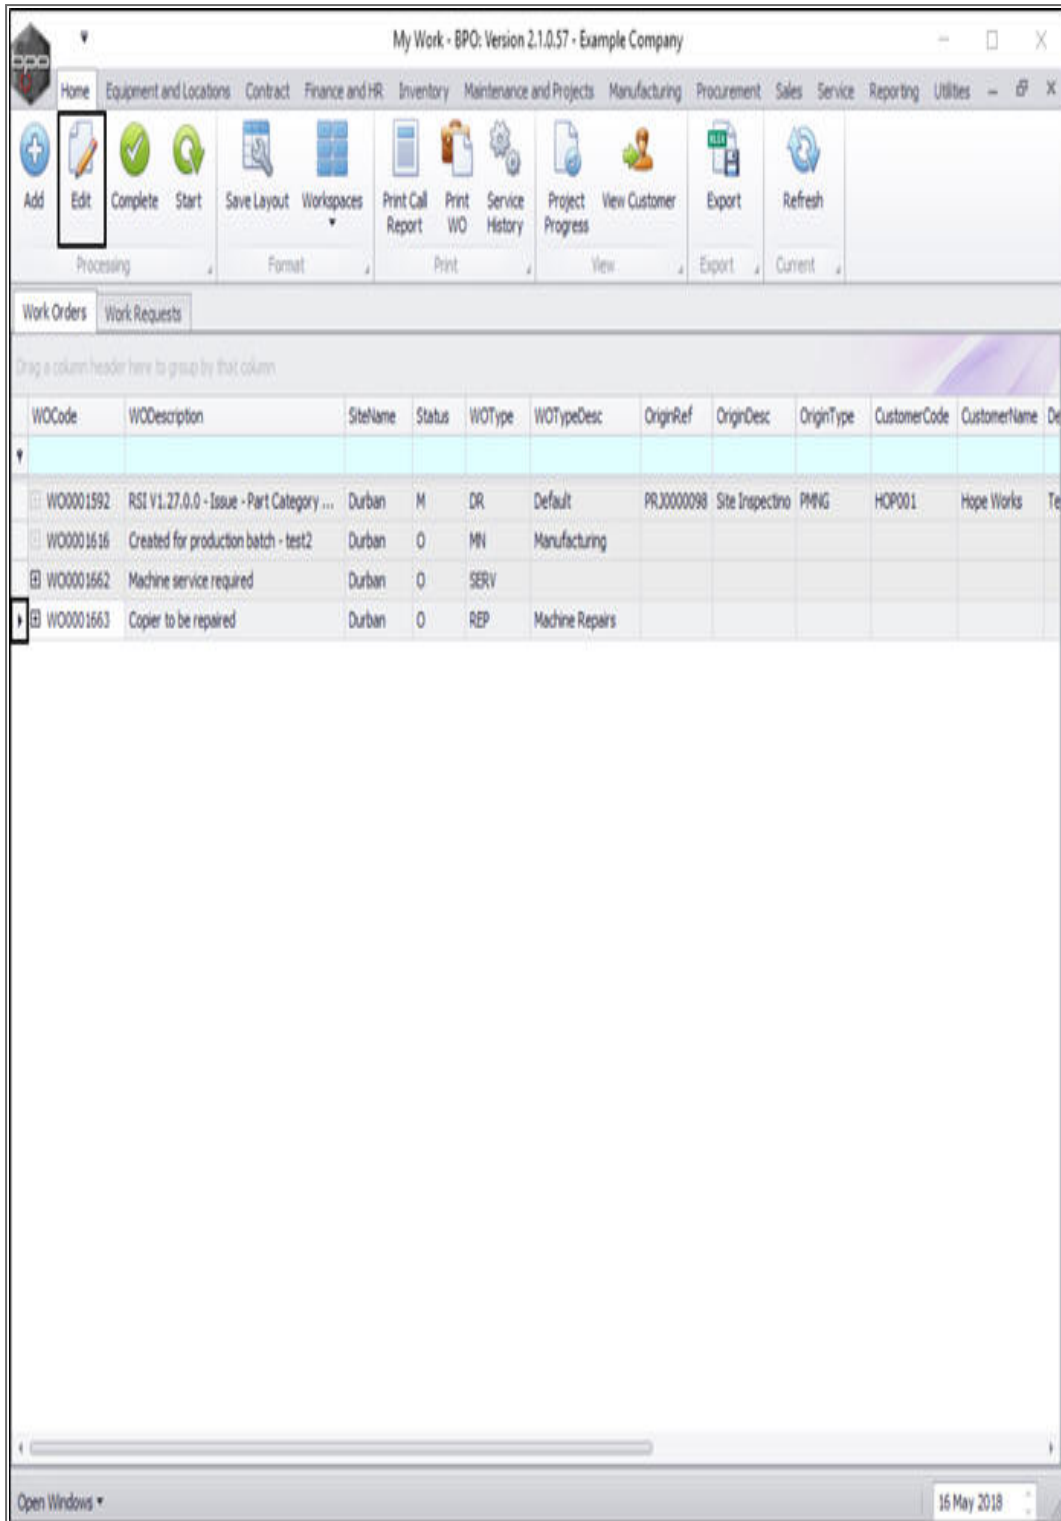 My Work - BPO: Version 2.1.0.57 - Example Company
bpo
Home Equipment and Locations Contract Finance and HR Inventory Maintenance and Projects Manufacturing Procurement Sales Service Reporting Utilities
Add Edit Complete Start Save Layout Workspaces Print Call Report Print WO Service History Project Progress View Customer Export Refresh
Processing Format Print View Export Current
Work Orders Work Requests
Drag a column header here to group by that column
WOCode WODescription SiteName Status WOType WOTypeDesc OriginRef OriginDesc OriginType CustomerCode CustomerName De
WO0001592 RSI V1.27.0.0 - Issue - Part Category ... Durban M DR Default PRJ0000098 Site Inspectino PMNG HOP001 Hope Works Te
WO0001616 Created for production batch - test2 Durban O MN Manufacturing
WO0001662 Machine service required Durban O SERV
WO0001663 Copier to be repaired Durban O REP Machine Repairs
Open Windows 16 May 2018